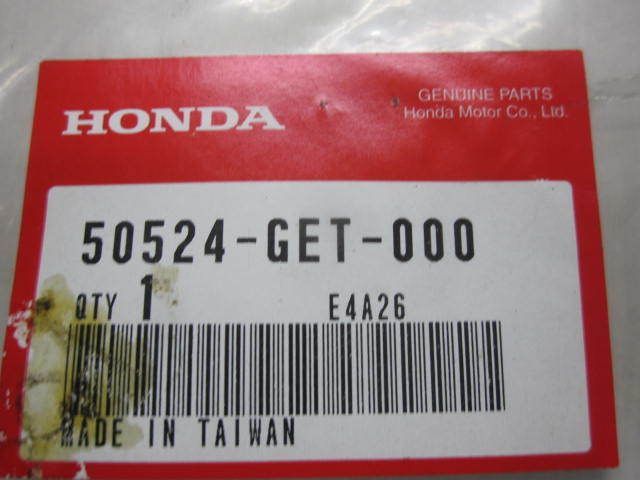 GENUINE PARTS
HONDA
Honda Motor Co., Ltd.
50524-GET-000
QTY 1 E4A26
MADE IN TAIWAN